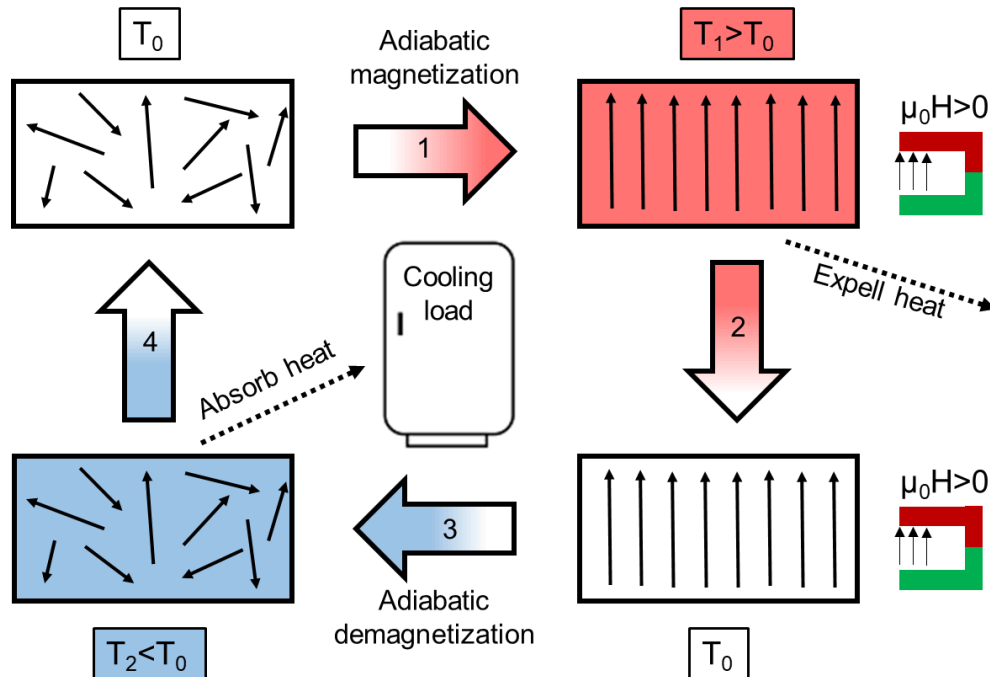 T₀
Adiabatic
magnetization
T₁>T₀
1
μ₀H>0
Cooling
load
Expell heat
2
4
Absorb heat
3
μ₀H>0
Adiabatic
demagnetization
T₂<T₀
T₀